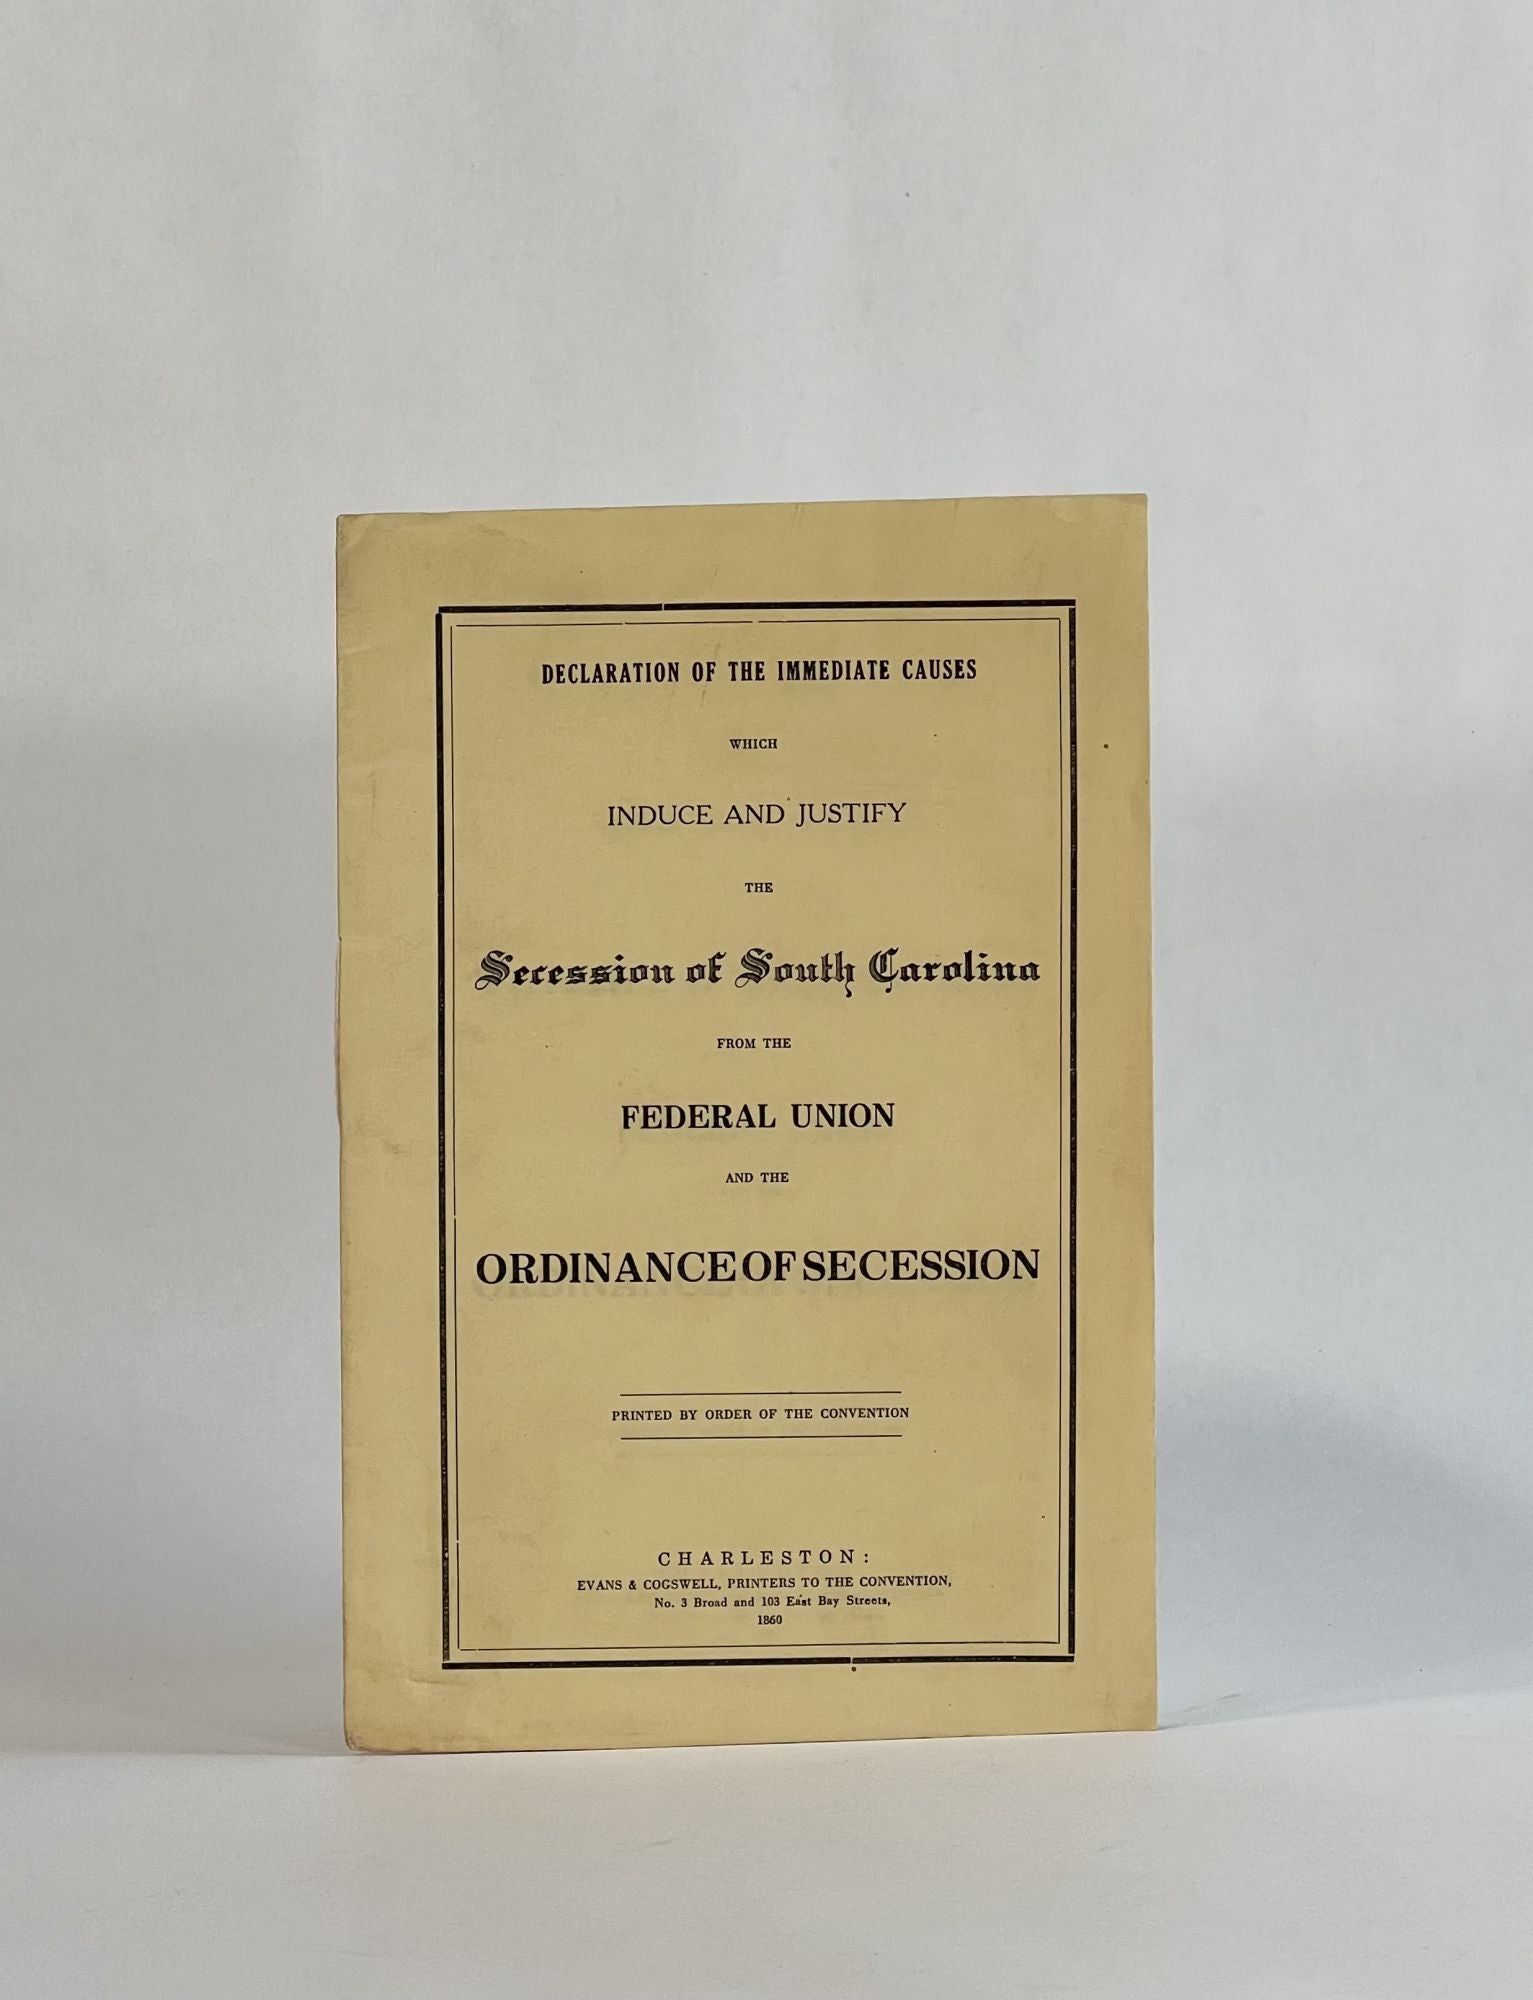 DECLARATION OF THE IMMEDIATE CAUSES
WHICH
INDUCE AND JUSTIFY
THE
Secession of South Carolina
FROM THE
FEDERAL UNION
AND THE
ORDINANCE OF SECESSION
PRINTED BY ORDER OF THE CONVENTION
CHARLESTON:
EVANS & COGSWELL, PRINTERS TO THE CONVENTION,
No. 3 Broad and 103 East Bay Streets,
1860